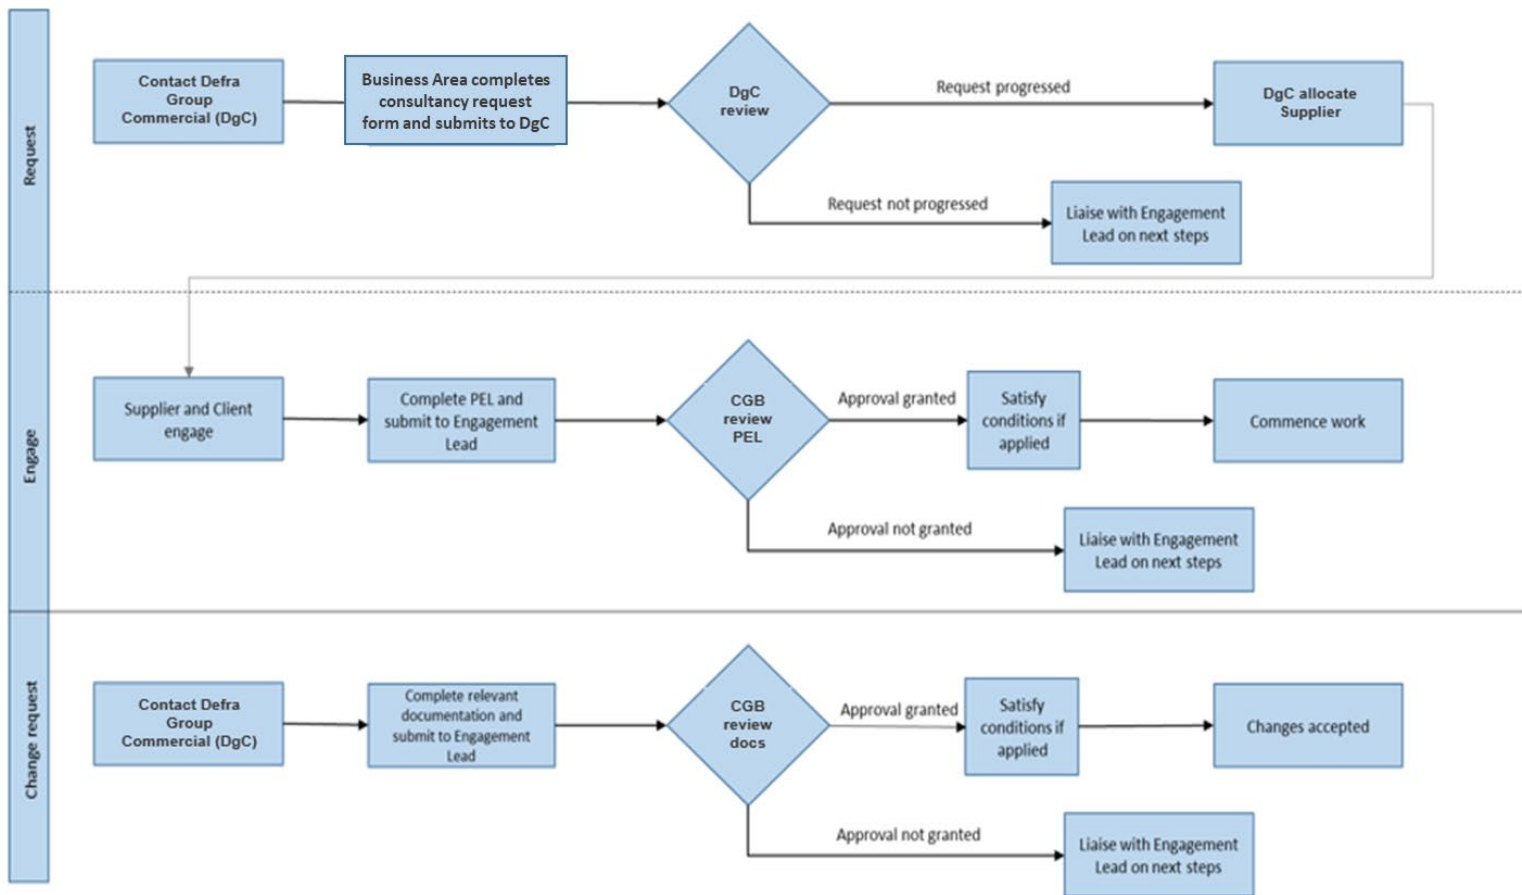 Request
Contact Defra
Group
Commercial (DgC)
Business Area completes
consultancy request
form and submits to DgC
DgC
review
Request progressed
DgC allocate
Supplier
Request not progressed
Liaise with Engagement
Lead on next steps
Engage
Supplier and Client
engage
Complete PEL and
submit to Engagement
Lead
CGB
review
PEL
Approval granted
Satisfy
conditions if
applied
Commence work
Approval not granted
Liaise with Engagement
Lead on next steps
Change request
Contact Defra
Group
Commercial (DgC)
Complete relevant
documentation and
submit to Engagement
Lead
CGB
review
docs
Approval granted
Satisfy
conditions if
applied
Changes accepted
Approval not granted
Liaise with Engagement
Lead on next steps